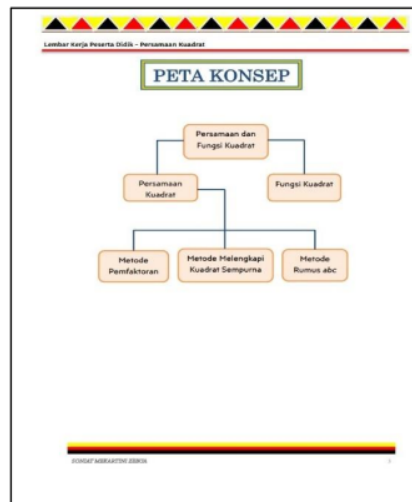 Lembar Kerja Peserta Didik – Persamaan Kuadrat
PETA KONSEP
Persamaan dan
Fungsi Kuadrat
Persamaan
Kuadrat
Fungsi Kuadrat
Metode
Pemfaktoran
Metode Melengkapi
Kuadrat Sempurna
Metode
Rumus abc